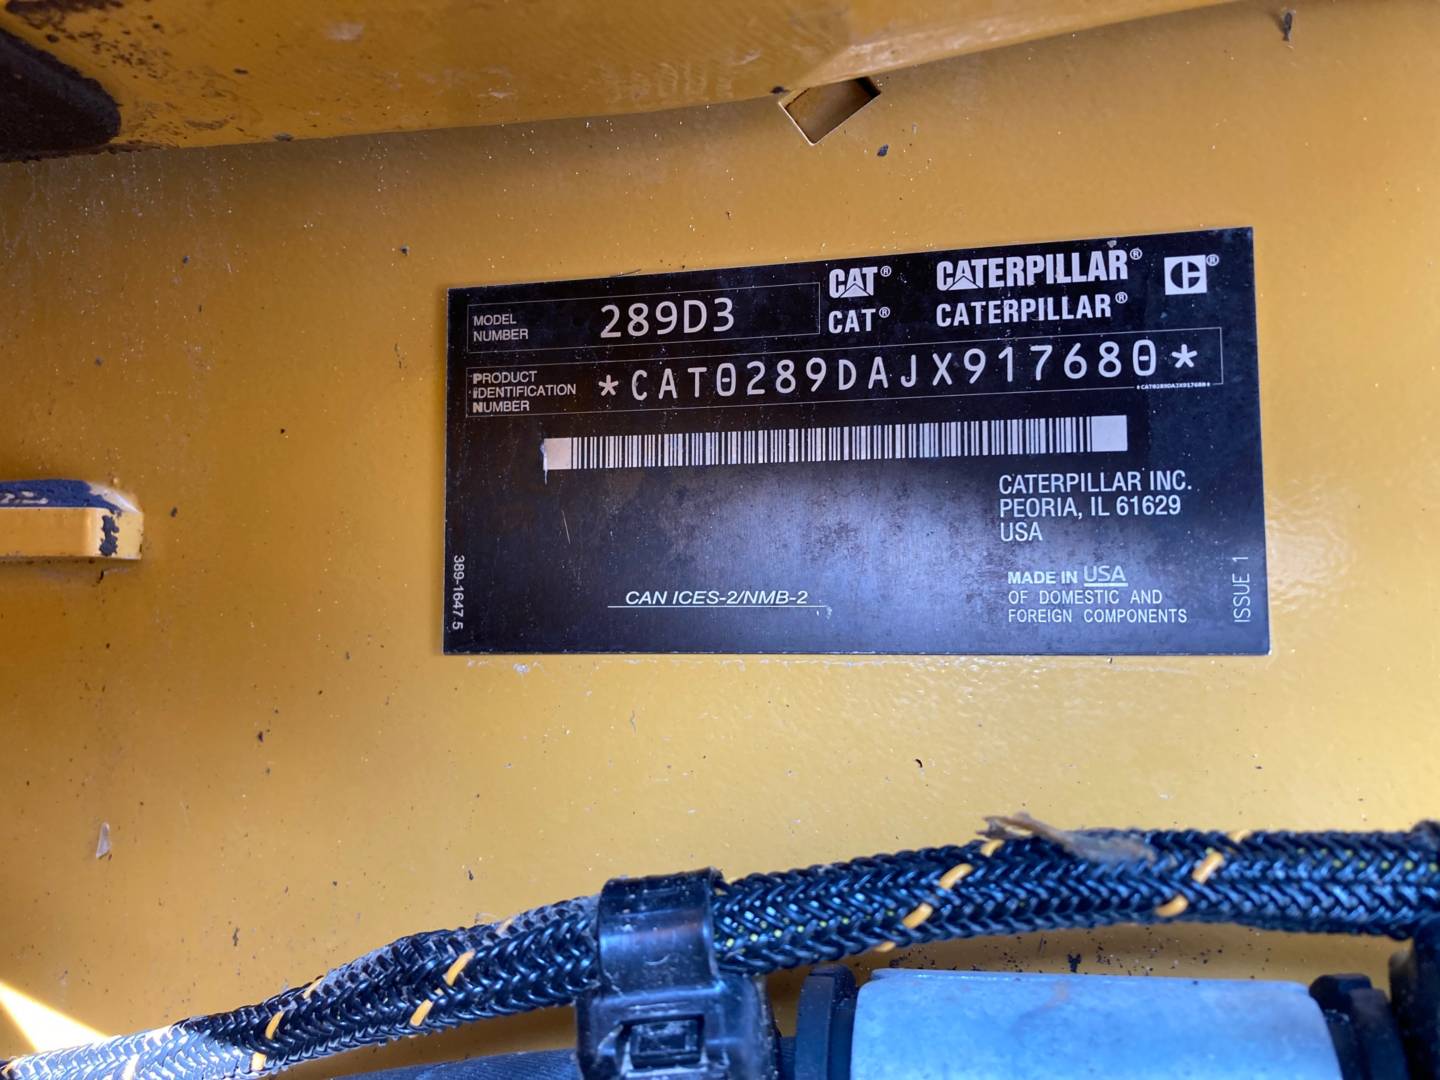 MODEL NUMBER 289D3
CAT® CATERPILLAR®
CAT® CATERPILLAR®
PRODUCT IDENTIFICATION NUMBER *CAT0289DAJX917680*
*CAT0289DAJX917680*
CATERPILLAR INC.
PEORIA, IL 61629
USA
MADE IN USA
OF DOMESTIC AND
FOREIGN COMPONENTS
CAN ICES-2/NMB-2
389-1647 5
ISSUE 1